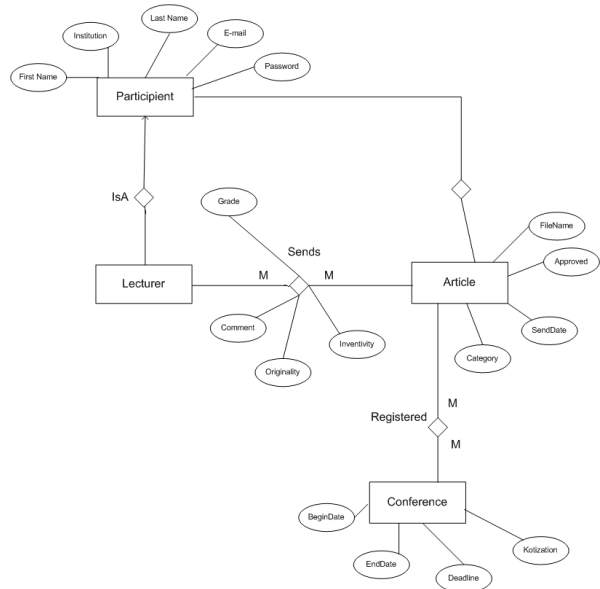 Last Name
Institution
E-mail
First Name
Password
Participient
IsA
Grade
Sends
FileName
Lecturer
M
M
Article
Approved
Comment
Inventivity
SendDate
Originality
Category
M
Registered
M
Conference
BeginDate
Kotization
EndDate
Deadline